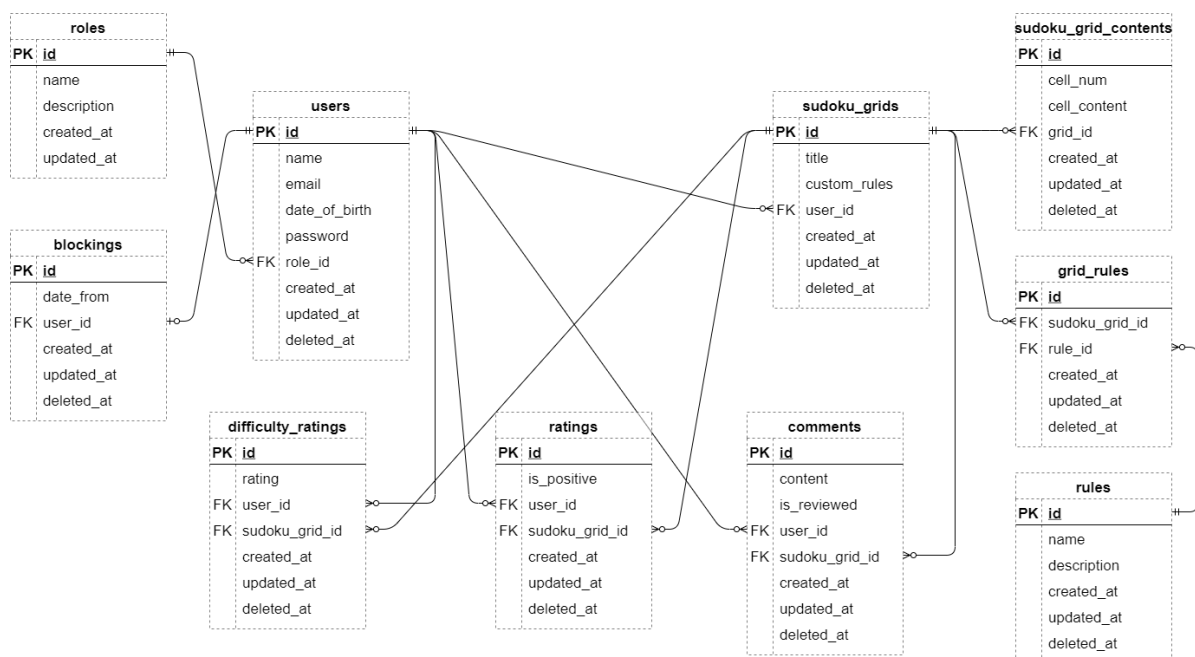 roles
PK id
name
description
created_at
updated_at
blockings
PK id
date_from
FK user_id
created_at
updated_at
deleted_at
users
PK id
name
email
date_of_birth
password
FK role_id
created_at
updated_at
deleted_at
sudoku_grids
PK id
title
custom_rules
FK user_id
created_at
updated_at
deleted_at
sudoku_grid_contents
PK id
cell_num
cell_content
FK grid_id
created_at
updated_at
deleted_at
grid_rules
PK id
FK sudoku_grid_id
FK rule_id
created_at
updated_at
deleted_at
difficulty_ratings
PK id
rating
FK user_id
FK sudoku_grid_id
created_at
updated_at
deleted_at
ratings
PK id
is_positive
FK user_id
FK sudoku_grid_id
created_at
updated_at
deleted_at
comments
PK id
content
is_reviewed
FK user_id
FK sudoku_grid_id
created_at
updated_at
deleted_at
rules
PK id
name
description
created_at
updated_at
deleted_at